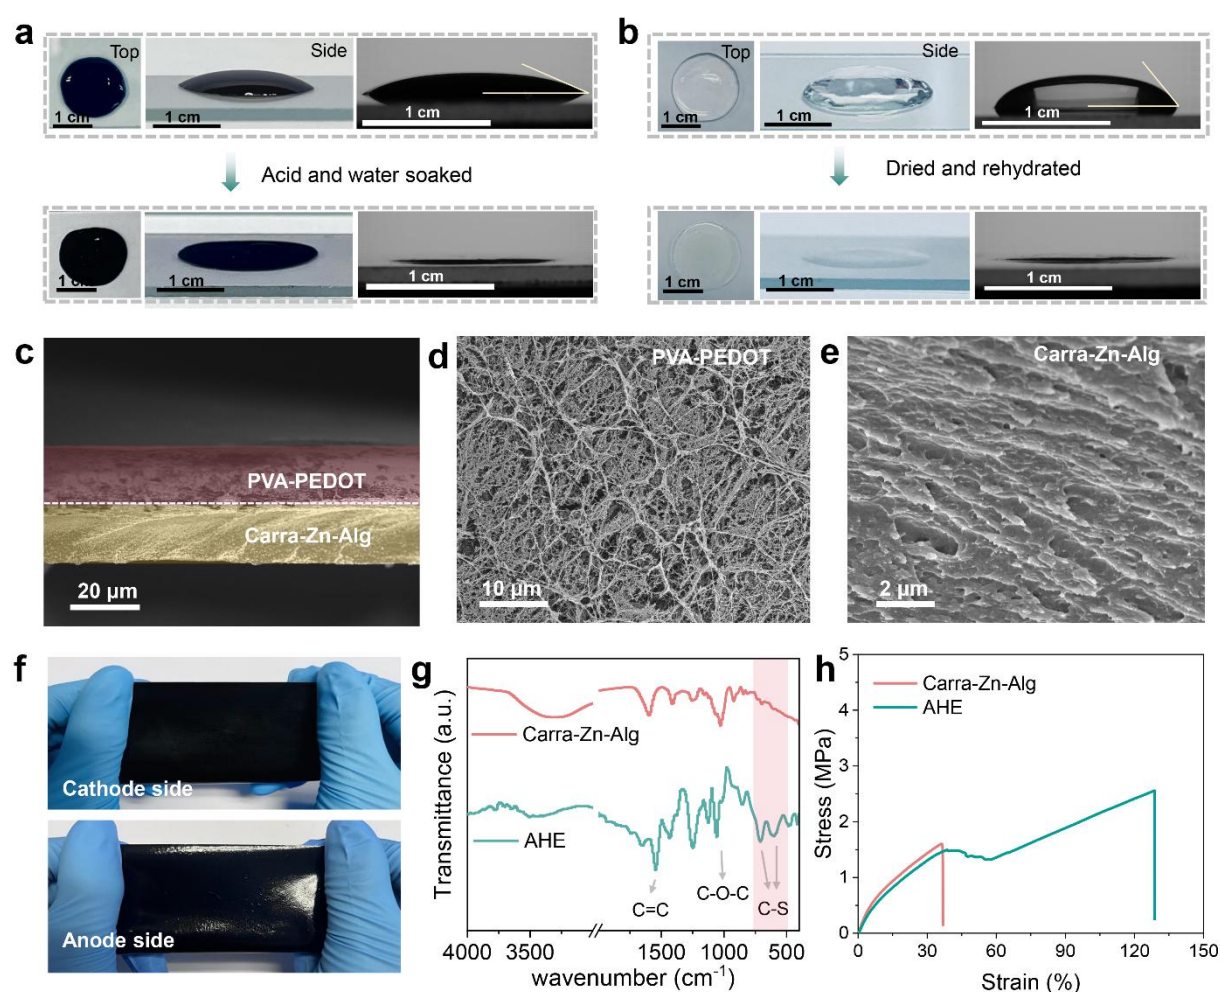 a
Top
Side
1 cm
1 cm
1 cm
Acid and water soaked
1 cm
1 cm
1 cm
b
Side
1 cm
1 cm
1 cm
Dried and rehydrated
1 cm
1 cm
1 cm
c
PVA-PEDOT
Carra-Zn-Alg
20 μm
d
PVA-PEDOT
10 μm
e
Carra-Zn-Alg
2 μm
f
Cathode side
Anode side
g
Transmittance (a.u.)
Carra-Zn-Alg
AHE
C=C
C-O-C
C-S
4000 3500 1500 1000 500
wavenumber (cm⁻¹)
h
Stress (MPa)
5
4
3
2
1
0
Carra-Zn-Alg
AHE
0 30 60 90 120 150
Strain (%)